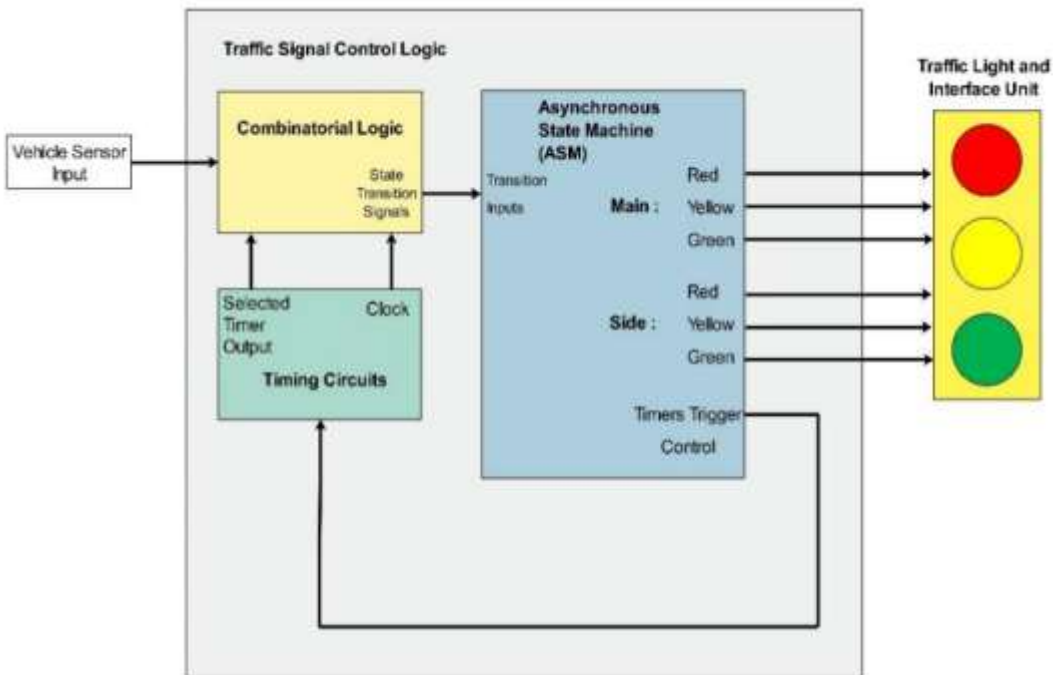 Traffic Signal Control Logic
Traffic Light and
Interface Unit
Vehicle Sensor
Input
Combinatorial Logic
State
Transition
Signals
Asynchronous
State Machine
(ASM)
Transition
Inputs
Red
Main : Yellow
Green
Red
Side : Yellow
Green
Timers Trigger
Control
Selected
Timer
Output
Clock
Timing Circuits